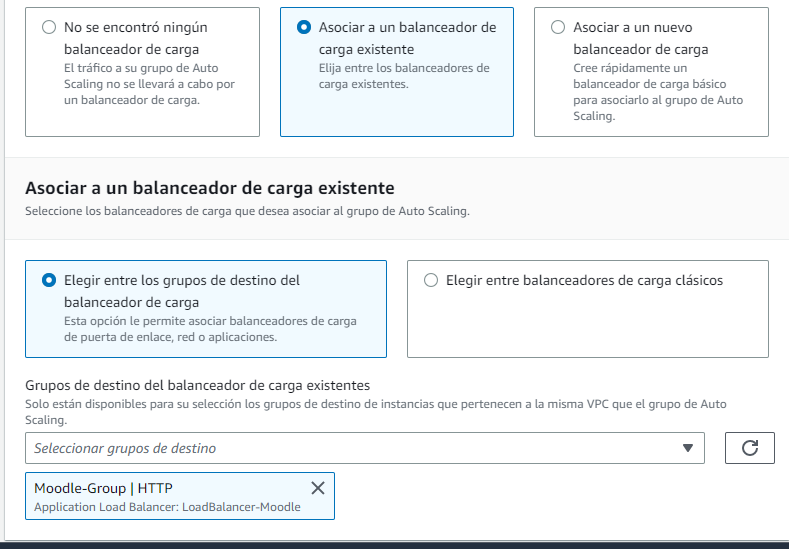 No se encontró ningún
balanceador de carga
El tráfico a su grupo de Auto
Scaling no se llevará a cabo por
un balanceador de carga.
Asociar a un balanceador de
carga existente
Elija entre los balanceadores de
carga existentes.
Asociar a un nuevo
balanceador de carga
Cree rápidamente un
balanceador de carga básico
para asociarlo al grupo de Auto
Scaling.
Asociar a un balanceador de carga existente
Seleccione los balanceadores de carga que desea asociar al grupo de Auto Scaling.
Elegir entre los grupos de destino del
balanceador de carga
Esta opción le permite asociar balanceadores de carga
de puerta de enlace, red o aplicaciones.
Elegir entre balanceadores de carga clásicos
Grupos de destino del balanceador de carga existentes
Solo están disponibles para su selección los grupos de destino de instancias que pertenecen a la misma VPC que el grupo de Auto
Scaling.
Seleccionar grupos de destino
Moodle-Group | HTTP
Application Load Balancer: LoadBalancer-Moodle